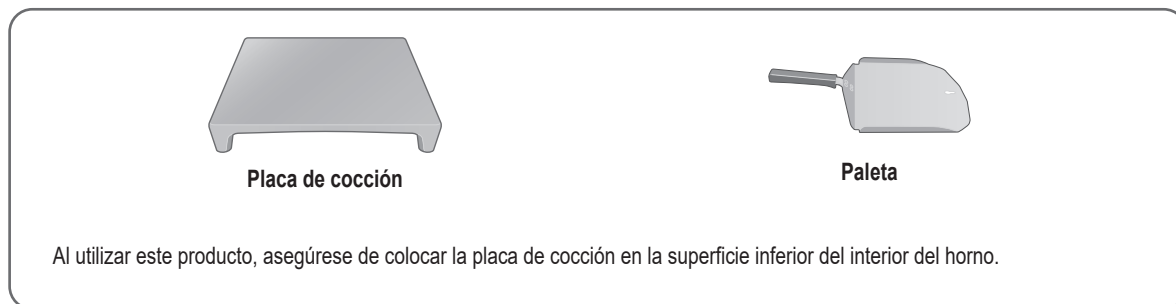 Placa de cocción
Paleta
Al utilizar este producto, asegúrese de colocar la placa de cocción en la superficie inferior del interior del horno.